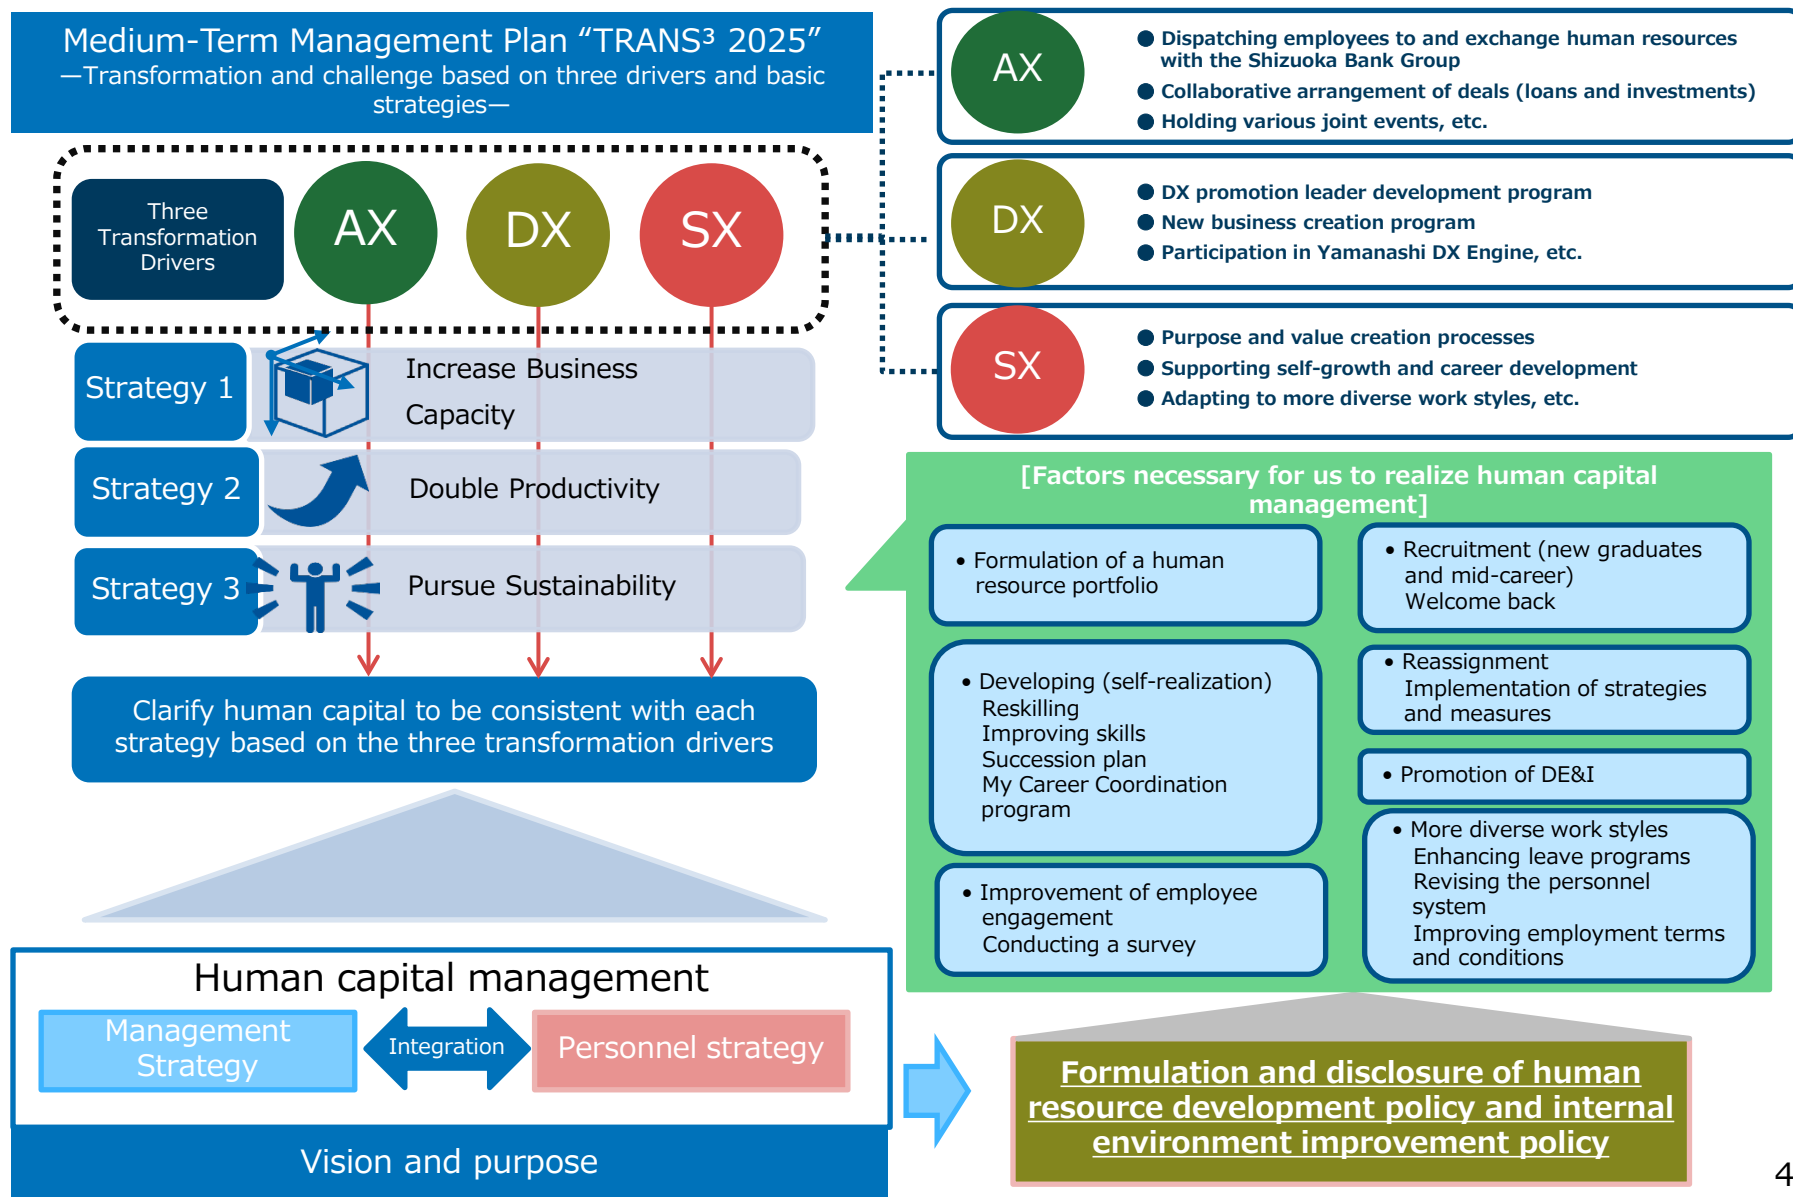 Medium-Term Management Plan “TRANS³ 2025”
—Transformation and challenge based on three drivers and basic
strategies—
Three
Transformation
Drivers
AX
DX
SX
Strategy 1
Increase Business
Capacity
Strategy 2
Double Productivity
Strategy 3
Pursue Sustainability
Clarify human capital to be consistent with each
strategy based on the three transformation drivers
Human capital management
Management
Strategy
Integration
Personnel strategy
Vision and purpose
AX
● Dispatching employees to and exchange human resources
with the Shizuoka Bank Group
● Collaborative arrangement of deals (loans and investments)
● Holding various joint events, etc.
DX
● DX promotion leader development program
● New business creation program
● Participation in Yamanashi DX Engine, etc.
SX
● Purpose and value creation processes
● Supporting self-growth and career development
● Adapting to more diverse work styles, etc.
[Factors necessary for us to realize human capital
management]
• Formulation of a human
resource portfolio
• Developing (self-realization)
Reskilling
Improving skills
Succession plan
My Career Coordination
program
• Improvement of employee
engagement
Conducting a survey
• Recruitment (new graduates
and mid-career)
Welcome back
• Reassignment
Implementation of strategies
and measures
• Promotion of DE&I
• More diverse work styles
Enhancing leave programs
Revising the personnel
system
Improving employment terms
and conditions
Formulation and disclosure of human
resource development policy and internal
environment improvement policy
4